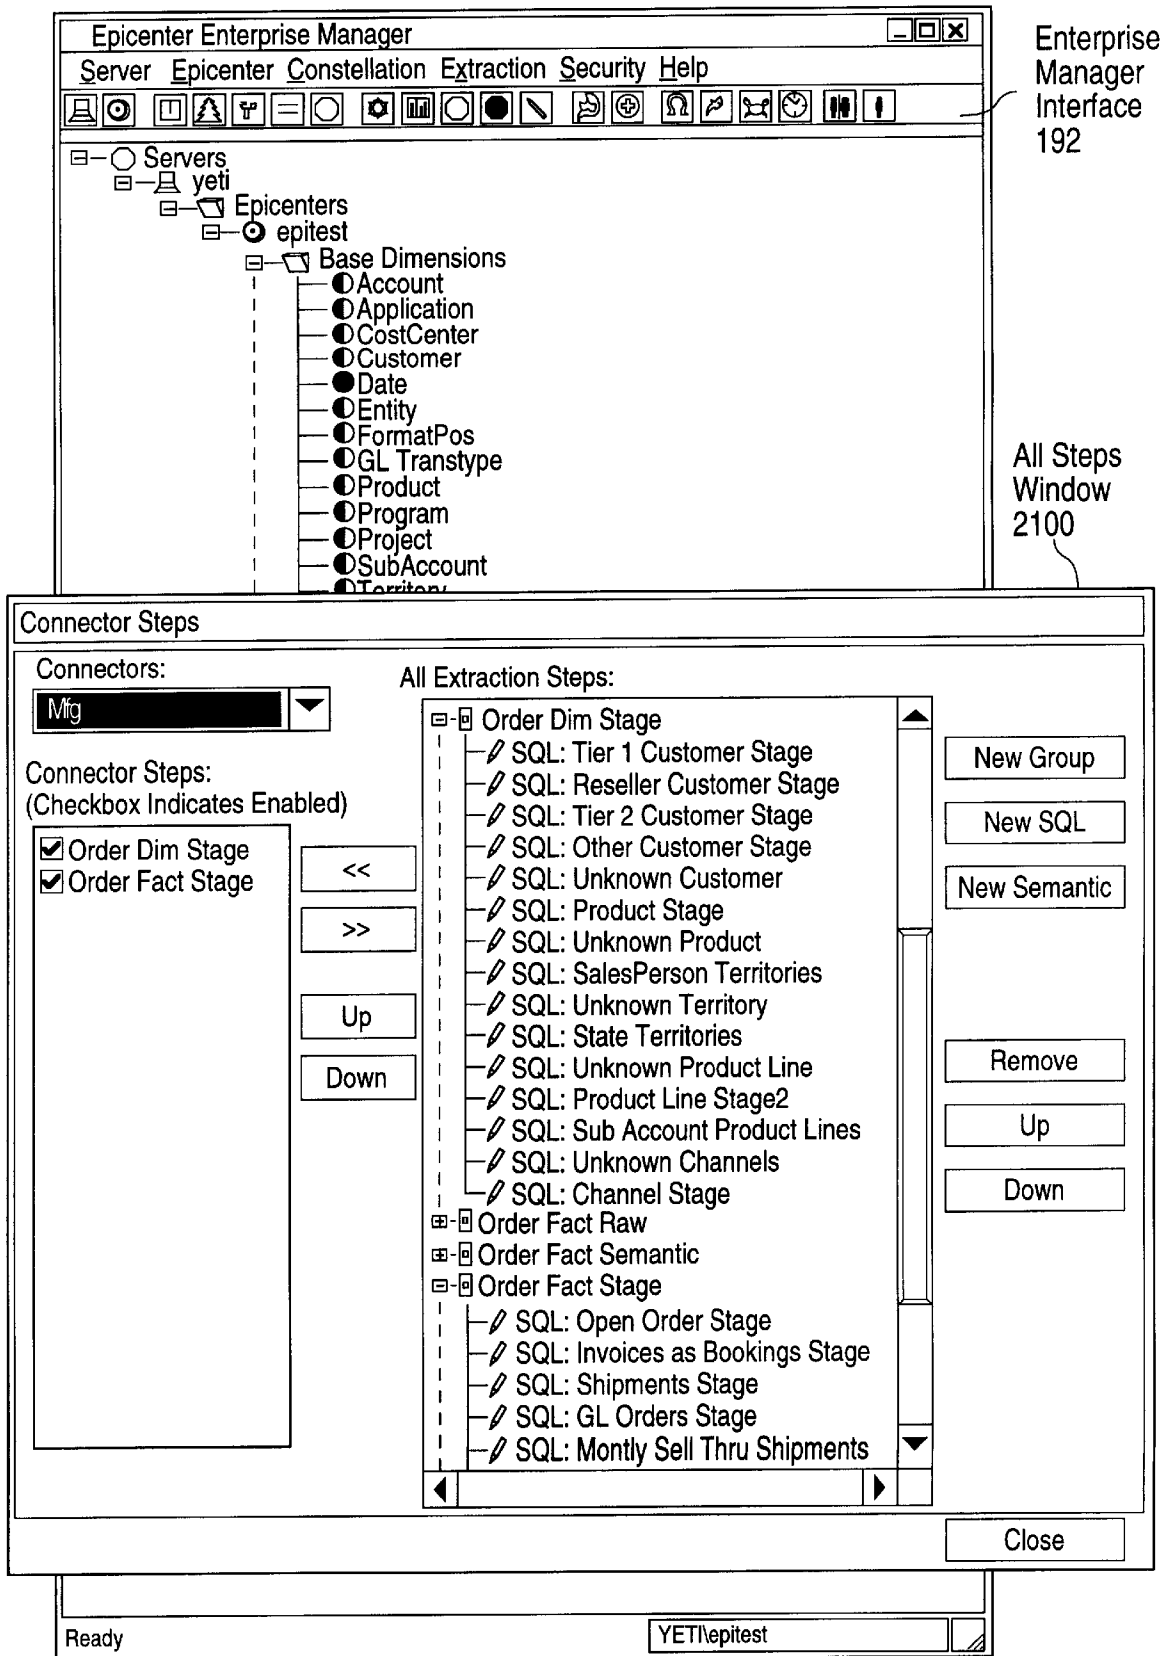 Epicenter Enterprise Manager
Server Epicenter Constellation Extraction Security Help
Enterprise
Manager
Interface
192
Servers
yeti
Epicenters
epitest
Base Dimensions
Account
Application
CostCenter
Customer
Date
Entity
FormatPos
GL Transtype
Product
Program
Project
SubAccount
Territory
All Steps
Window
2100
Connector Steps
Connectors:
Mfg
Connector Steps:
(Checkbox Indicates Enabled)
Order Dim Stage
Order Fact Stage
<<
>>
Up
Down
All Extraction Steps:
Order Dim Stage
SQL: Tier 1 Customer Stage
SQL: Reseller Customer Stage
SQL: Tier 2 Customer Stage
SQL: Other Customer Stage
SQL: Unknown Customer
SQL: Product Stage
SQL: Unknown Product
SQL: SalesPerson Territories
SQL: Unknown Territory
SQL: State Territories
SQL: Unknown Product Line
SQL: Product Line Stage2
SQL: Sub Account Product Lines
SQL: Unknown Channels
SQL: Channel Stage
Order Fact Raw
Order Fact Semantic
Order Fact Stage
SQL: Open Order Stage
SQL: Invoices as Bookings Stage
SQL: Shipments Stage
SQL: GL Orders Stage
SQL: Montly Sell Thru Shipments
New Group
New SQL
New Semantic
Remove
Up
Down
Close
Ready
YETI\epitest